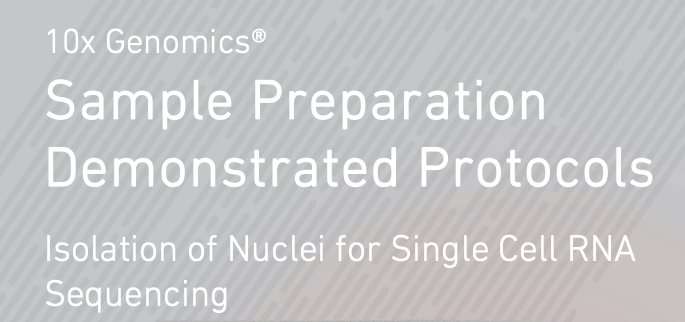 10x Genomics®
Sample Preparation
Demonstrated Protocols
Isolation of Nuclei for Single Cell RNA
Sequencing